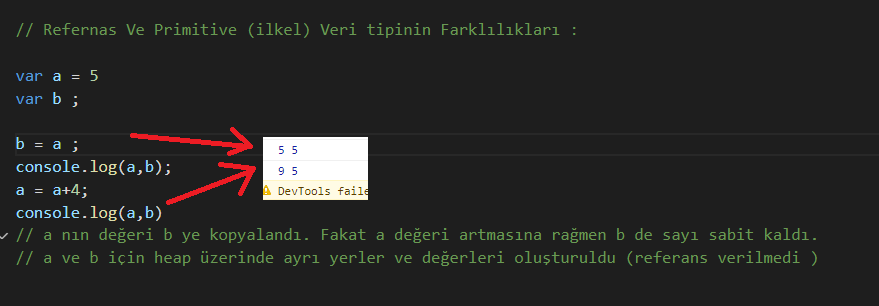 // Refernas Ve Primitive (ilkel) Veri tipinin Farklılıkları :
var a = 5
var b ;
b = a ;
console.log(a,b);
5 5
a = a+4;
9 5
DevTools faile
console.log(a,b)
// a nın değeri b ye kopyalandı. Fakat a değeri artmasına rağmen b de sayı sabit kaldı.
// a ve b için heap üzerinde ayrı yerler ve değerleri oluşturuldu (referans verilmedi )